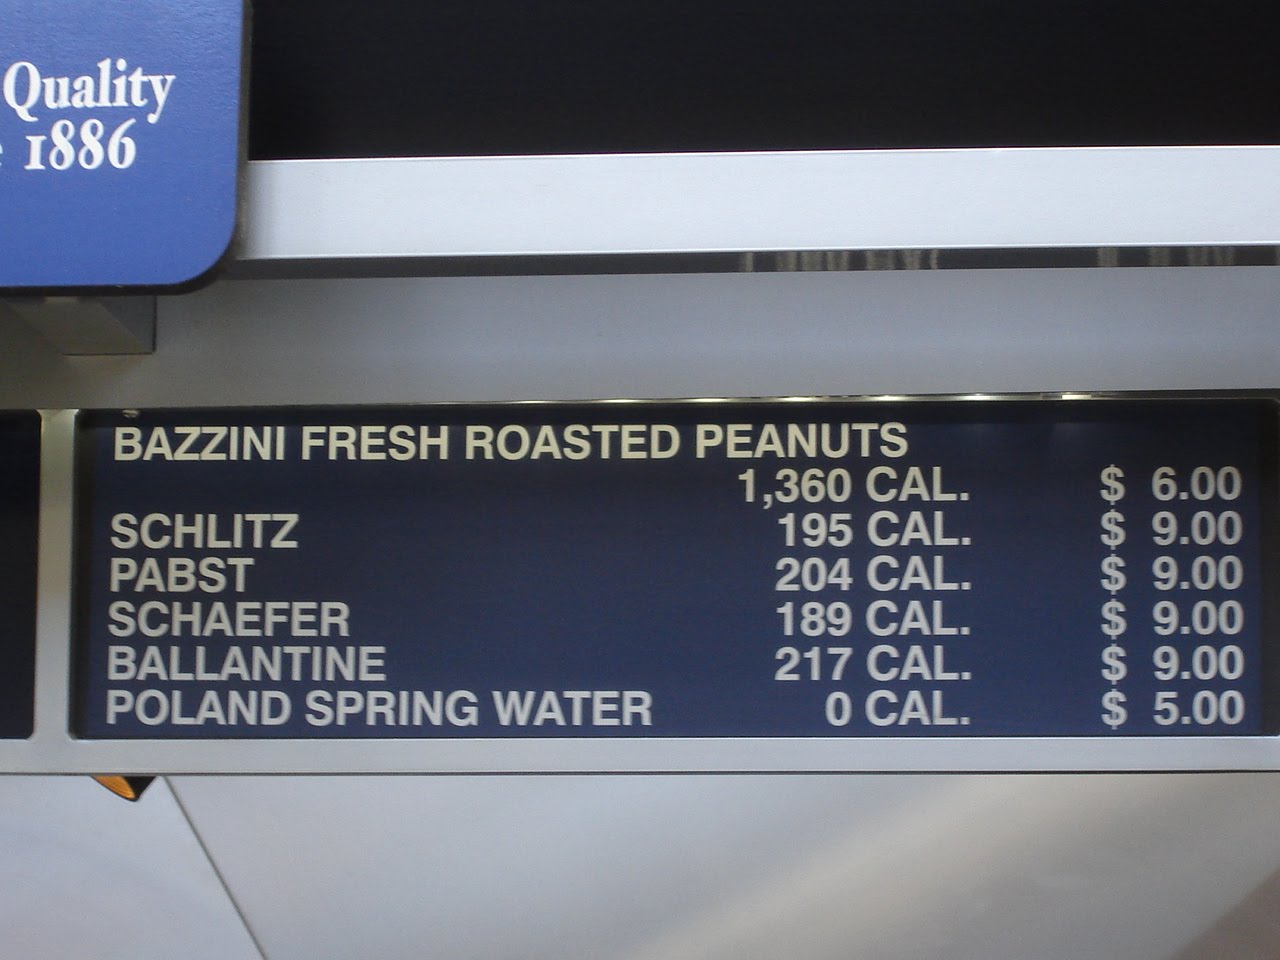 Quality
1886
BAZZINI FRESH ROASTED PEANUTS
1,360 CAL. $ 6.00
SCHLITZ 195 CAL. $ 9.00
PABST 204 CAL. $ 9.00
SCHAEFER 189 CAL. $ 9.00
BALLANTINE 217 CAL. $ 9.00
POLAND SPRING WATER 0 CAL. $ 5.00